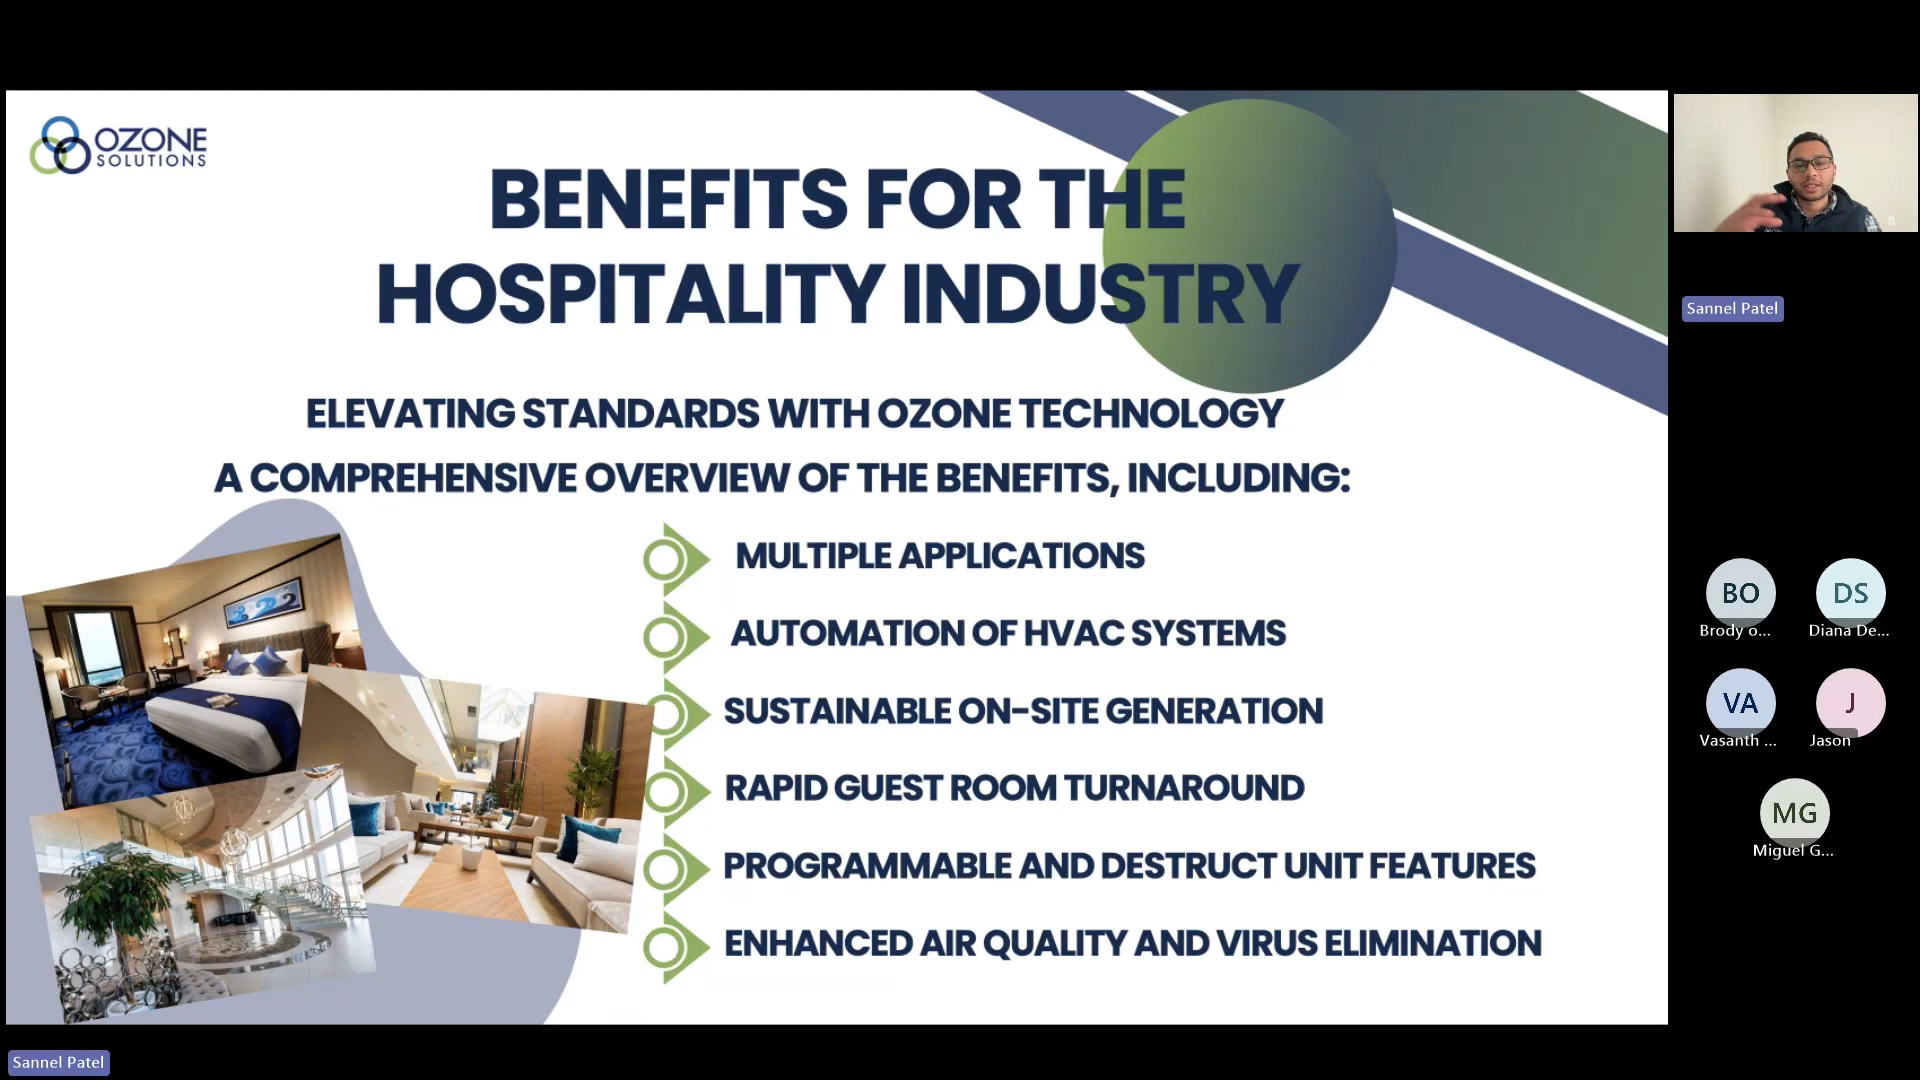 OZONE
SOLUTIONS
BENEFITS FOR THE
HOSPITALITY INDUSTRY
ELEVATING STANDARDS WITH OZONE TECHNOLOGY
A COMPREHENSIVE OVERVIEW OF THE BENEFITS, INCLUDING:
MULTIPLE APPLICATIONS
AUTOMATION OF HVAC SYSTEMS
SUSTAINABLE ON-SITE GENERATION
RAPID GUEST ROOM TURNAROUND
PROGRAMMABLE AND DESTRUCT UNIT FEATURES
ENHANCED AIR QUALITY AND VIRUS ELIMINATION
Sannel Patel
BO
DS
Brody o...
Diana De...
VA
J
Vasanth ...
Jason
MG
Miguel G...
Sannel Patel